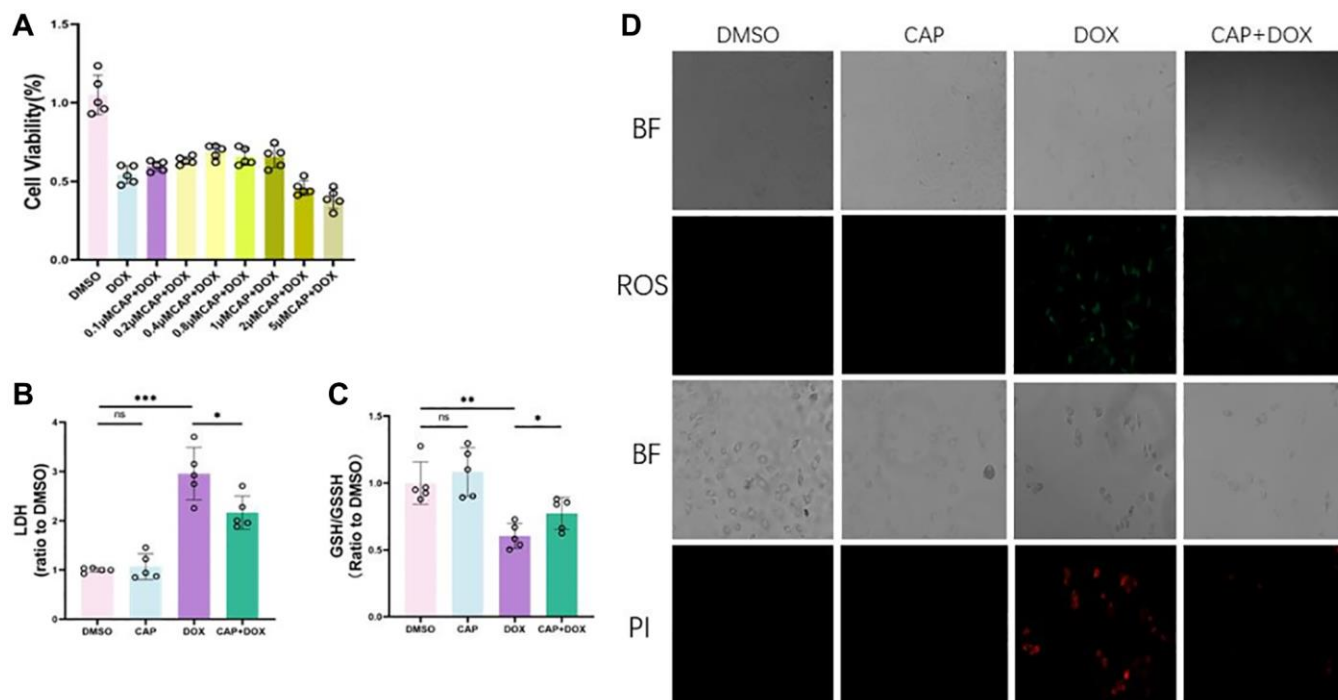 A
Cell Viability(%)
1.5
1.0
0.5
0.0
DMSO
DOX
0.1μMCAP+DOX
0.2μMCAP+DOX
0.4μMCAP+DOX
0.8μMCAP+DOX
1μMCAP+DOX
2μMCAP+DOX
5μMCAP+DOX
B
LDH
(ratio to DMSO)
***
ns
*
4
3
2
1
0
DMSO CAP DOX CAP+DOX
C
GSH/GSSH
(Ratio to DMSO)
**
ns
*
1.5
1.0
0.5
0.0
DMSO CAP DOX CAP+DOX
D
DMSO CAP DOX CAP+DOX
BF
ROS
BF
PI